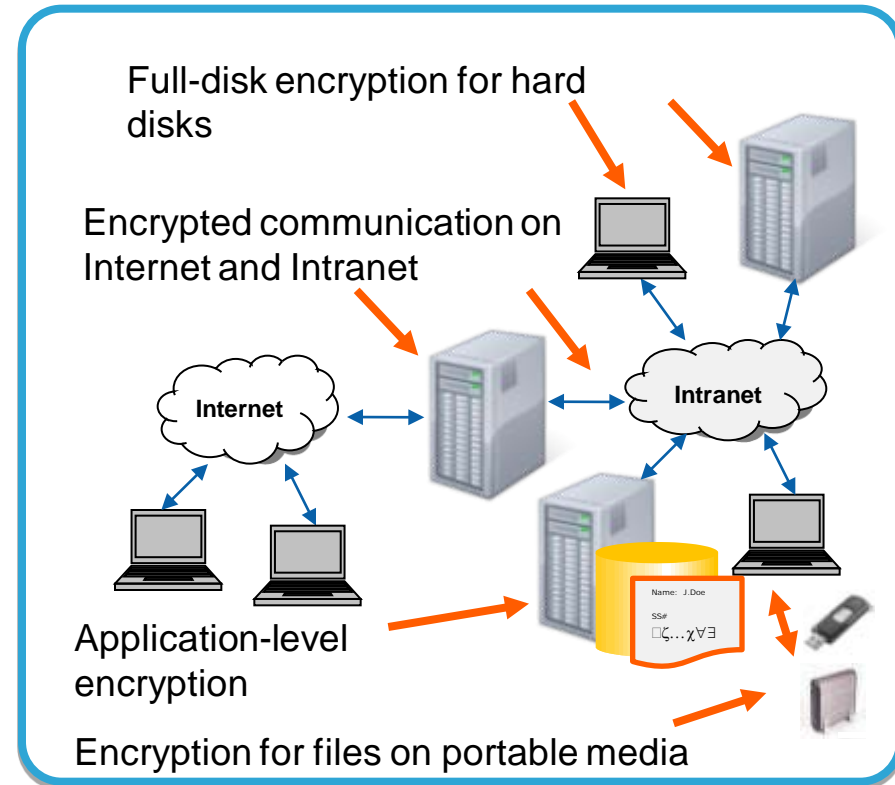 Full-disk encryption for hard
disks
Encrypted communication on
Internet and Intranet
Internet
Intranet
Name: J.Doe
SS#
□ζ…χ∀∃
Application-level
encryption
Encryption for files on portable media